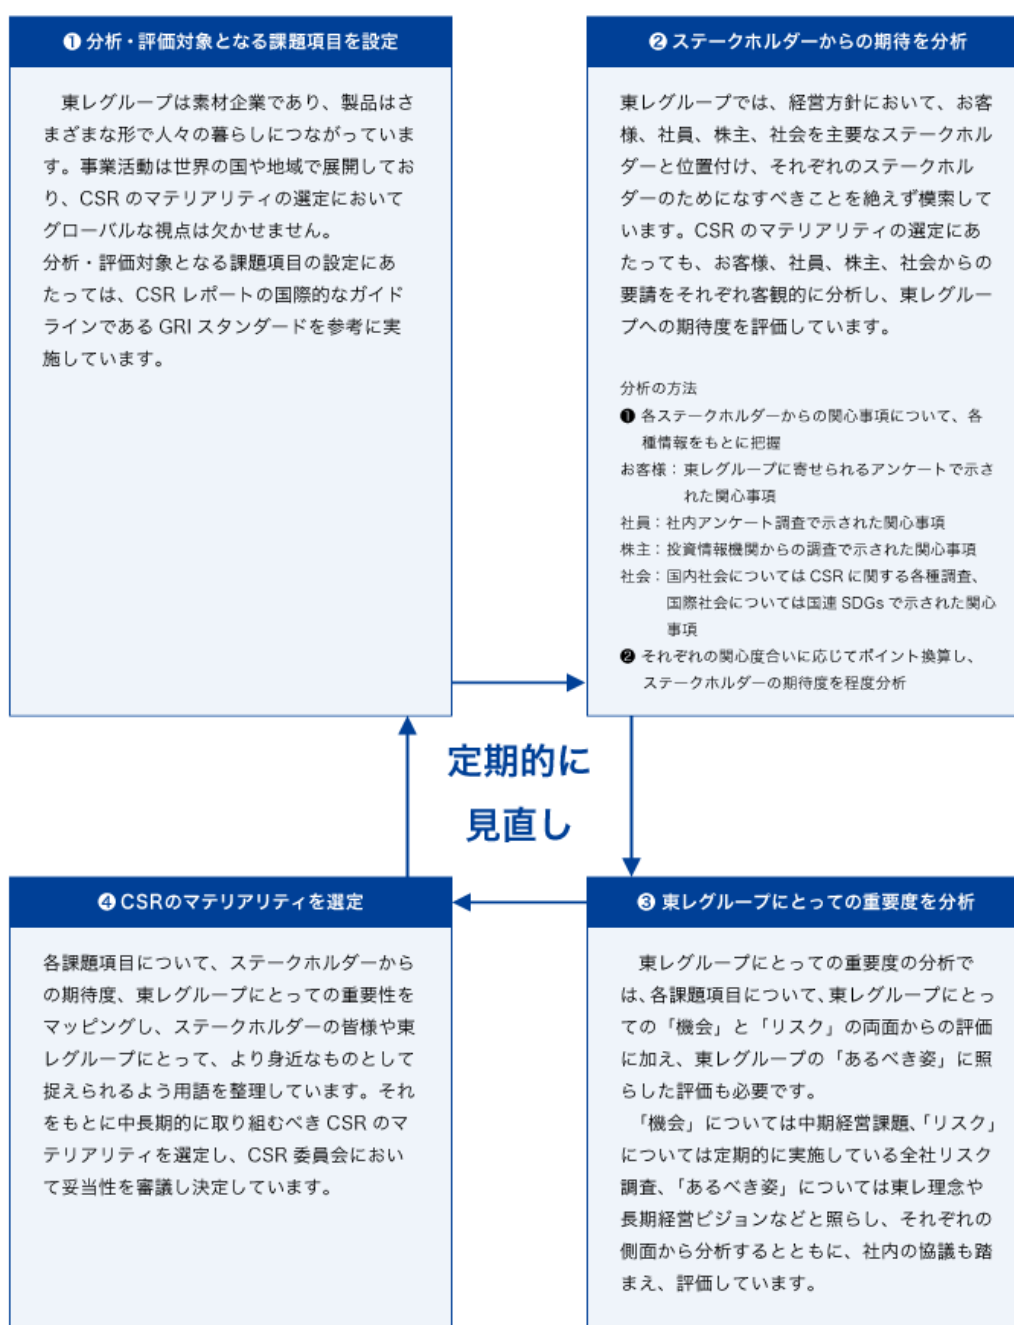 ❶ 分析・評価対象となる課題項目を設定
東レグループは素材企業であり、製品はさ
まざまな形で人々の暮らしにつながっていま
す。事業活動は世界の国や地域で展開してお
り、CSR のマテリアリティの選定において
グローバルな視点は欠かせません。
分析・評価対象となる課題項目の設定にあ
たっては、CSR レポートの国際的なガイド
ラインである GRI スタンダードを参考に実
施しています。
❷ ステークホルダーからの期待を分析
東レグループでは、経営方針において、お客
様、社員、株主、社会を主要なステークホル
ダーと位置付け、それぞれのステークホル
ダーのためになすべきことを絶えず模索して
います。CSR のマテリアリティの選定にあ
たっても、お客様、社員、株主、社会からの
要請をそれぞれ客観的に分析し、東レグルー
プへの期待度を評価しています。
分析の方法
❶ 各ステークホルダーからの関心事項について、各
種情報をもとに把握
お客様：東レグループに寄せられるアンケートで示さ
れた関心事項
社員：社内アンケート調査で示された関心事項
株主：投資情報機関からの調査で示された関心事項
社会：国内社会については CSR に関する各種調査、
国際社会については国連 SDGs で示された関心
事項
❷ それぞれの関心度合いに応じてポイント換算し、
ステークホルダーの期待度を程度分析
定期的に
見直し
❸ 東レグループにとっての重要度を分析
東レグループにとっての重要度の分析で
は、各課題項目について、東レグループにとっ
ての「機会」と「リスク」の両面からの評価
に加え、東レグループの「あるべき姿」に照
らした評価も必要です。
「機会」については中期経営課題、「リスク」
については定期的に実施している全社リスク
調査、「あるべき姿」については東レ理念や
長期経営ビジョンなどと照らし、それぞれの
側面から分析するとともに、社内の協議も踏
まえ、評価しています。
❹ CSRのマテリアリティを選定
各課題項目について、ステークホルダーから
の期待度、東レグループにとっての重要性を
マッピングし、ステークホルダーの皆様や東
レグループにとって、より身近なものとして
捉えられるよう用語を整理しています。それ
をもとに中長期的に取り組むべき CSR のマ
テリアリティを選定し、CSR 委員会におい
て妥当性を審議し決定しています。